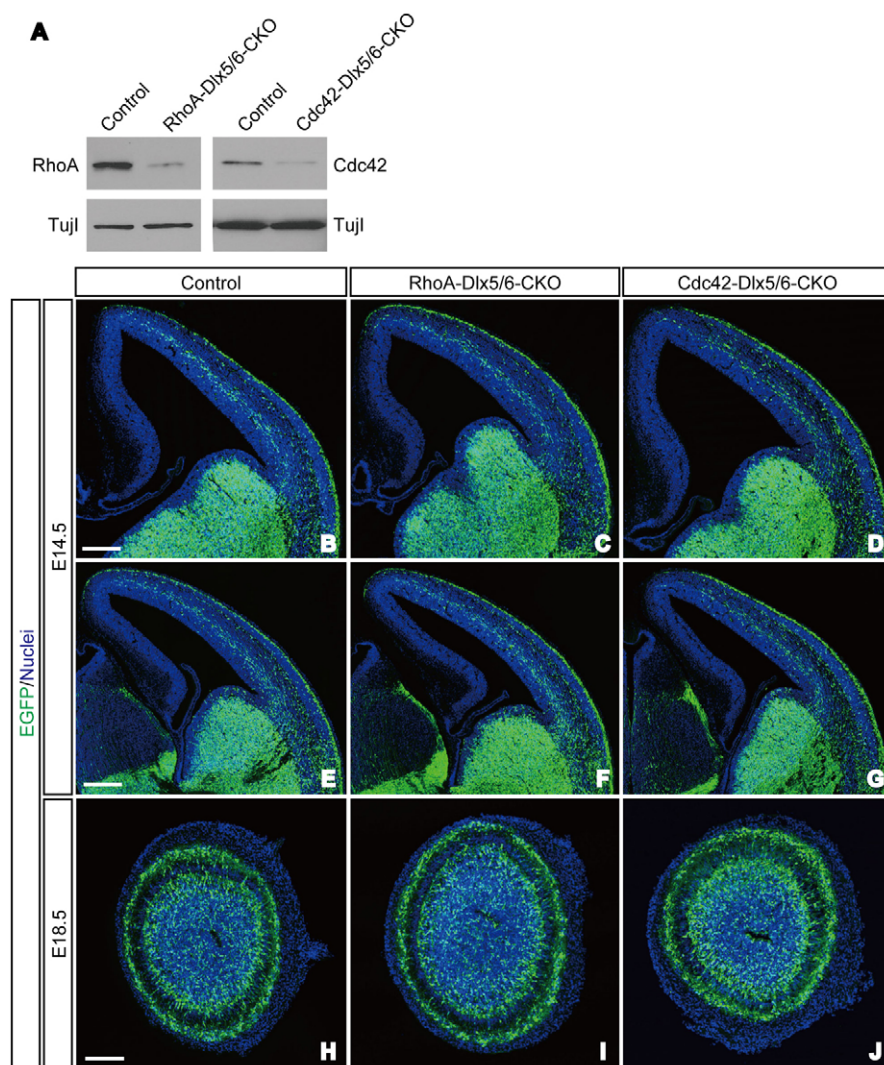 A
Control
RhoA-Dlx5/6-CKO
Control
Cdc42-Dlx5/6-CKO
RhoA
Cdc42
TujI
TujI
Control
RhoA-Dlx5/6-CKO
Cdc42-Dlx5/6-CKO
EGFP/Nuclei
E14.5
B
C
D
E
F
G
E18.5
H
I
J